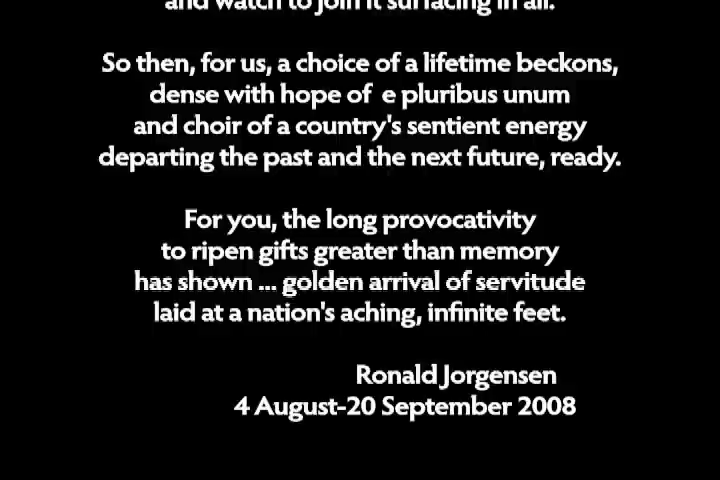 and watch to join it surfacing in all.
So then, for us, a choice of a lifetime beckons,
dense with hope of e pluribus unum
and choir of a country's sentient energy
departing the past and the next future, ready.
For you, the long provocativity
to ripen gifts greater than memory
has shown ... golden arrival of servitude
laid at a nation's aching, infinite feet.
Ronald Jorgensen
4 August-20 September 2008